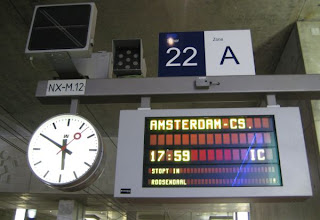 22
Zone
A
NX-M.12
AMSTERDAM-CS.
17:59 IC
STOPT IN
ROOSENDAAL